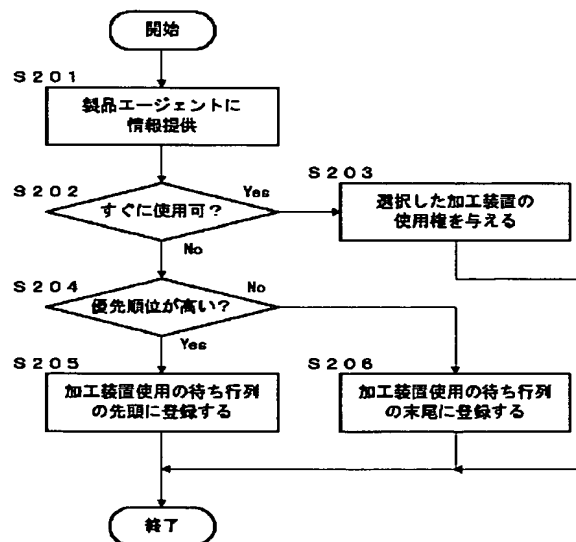 開始
S201
製品エージェントに
情報提供
S202
すぐに使用可？
Yes
No
S203
選択した加工装置の
使用権を与える
S204
優先順位が高い？
No
Yes
S205
加工装置使用の待ち行列
の先頭に登録する
S206
加工装置使用の待ち行列
の末尾に登録する
終了